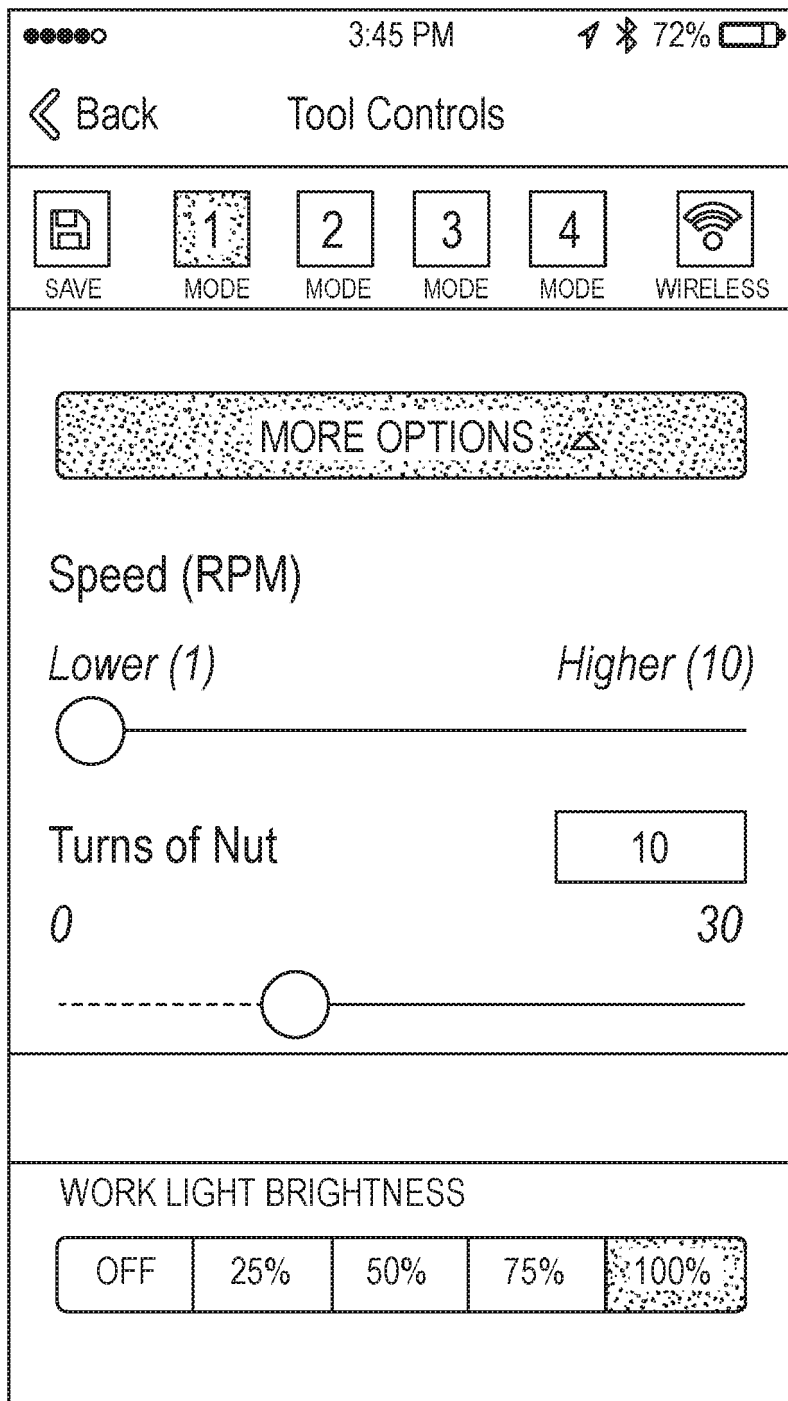 3:45 PM 72%
Back Tool Controls
1 2 3 4
SAVE MODE MODE MODE MODE WIRELESS
MORE OPTIONS
Speed (RPM)
Lower (1) Higher (10)
Turns of Nut 10
0 30
WORK LIGHT BRIGHTNESS
OFF 25% 50% 75% 100%